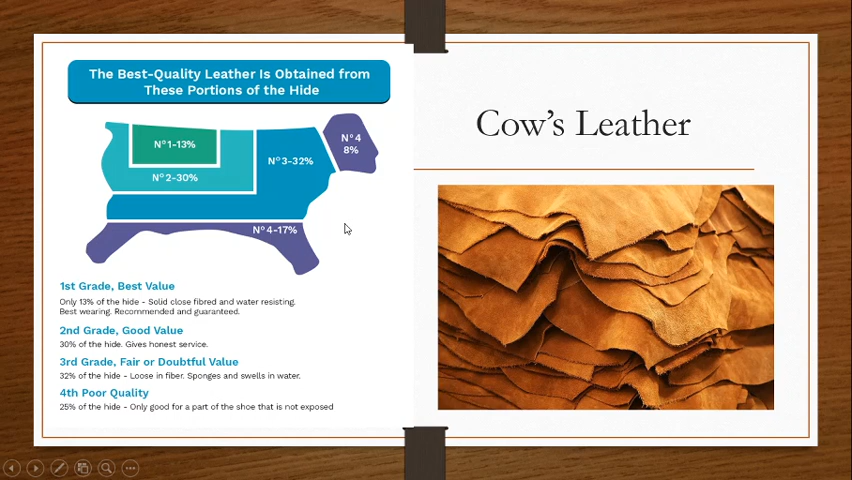 The Best-Quality Leather Is Obtained from
These Portions of the Hide
Nº1-13%
Nº2-30%
Nº3-32%
Nº4
8%
Nº4-17%
1st Grade, Best Value
Only 13% of the hide - Solid close fibred and water resisting.
Best wearing. Recommended and guaranteed.
2nd Grade, Good Value
30% of the hide. Gives honest service.
3rd Grade, Fair or Doubtful Value
32% of the hide - Loose in fiber. Sponges and swells in water.
4th Poor Quality
25% of the hide - Only good for a part of the shoe that is not exposed
Cow's Leather